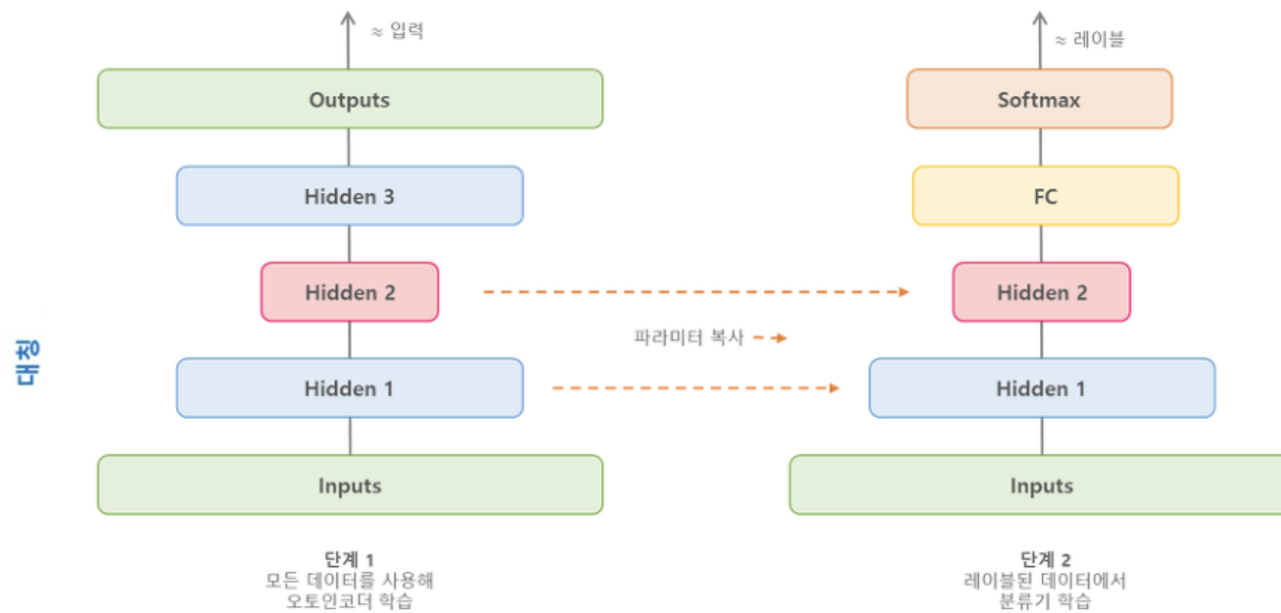 ≈ 입력
Outputs
Hidden 3
Hidden 2
Hidden 1
Inputs
단계 1
모든 데이터를 사용해
오토인코더 학습
대칭
파라미터 복사
≈ 레이블
Softmax
FC
Hidden 2
Hidden 1
Inputs
단계 2
레이블된 데이터에서
분류기 학습